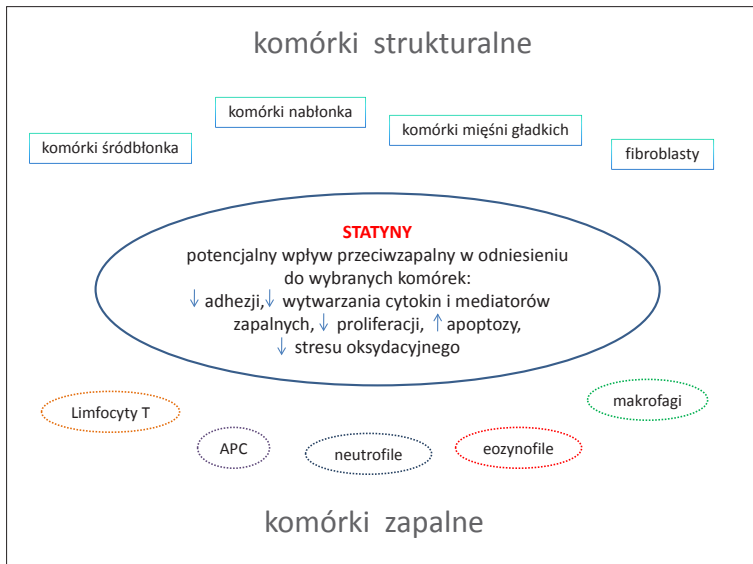 komórki strukturalne
komórki nabłonka
komórki mięśni gładkich
komórki śródbłonka
fibroblasty
STATYNY
potencjalny wpływ przeciwzapalny w odniesieniu
do wybranych komórek:
↓ adhezji,↓ wytwarzania cytokin i mediatorów
zapalnych, ↓ proliferacji, ↑ apoptozy,
↓ stresu oksydacyjnego
makrofagi
Limfocyty T
APC
neutrofile
eozynofile
komórki zapalne